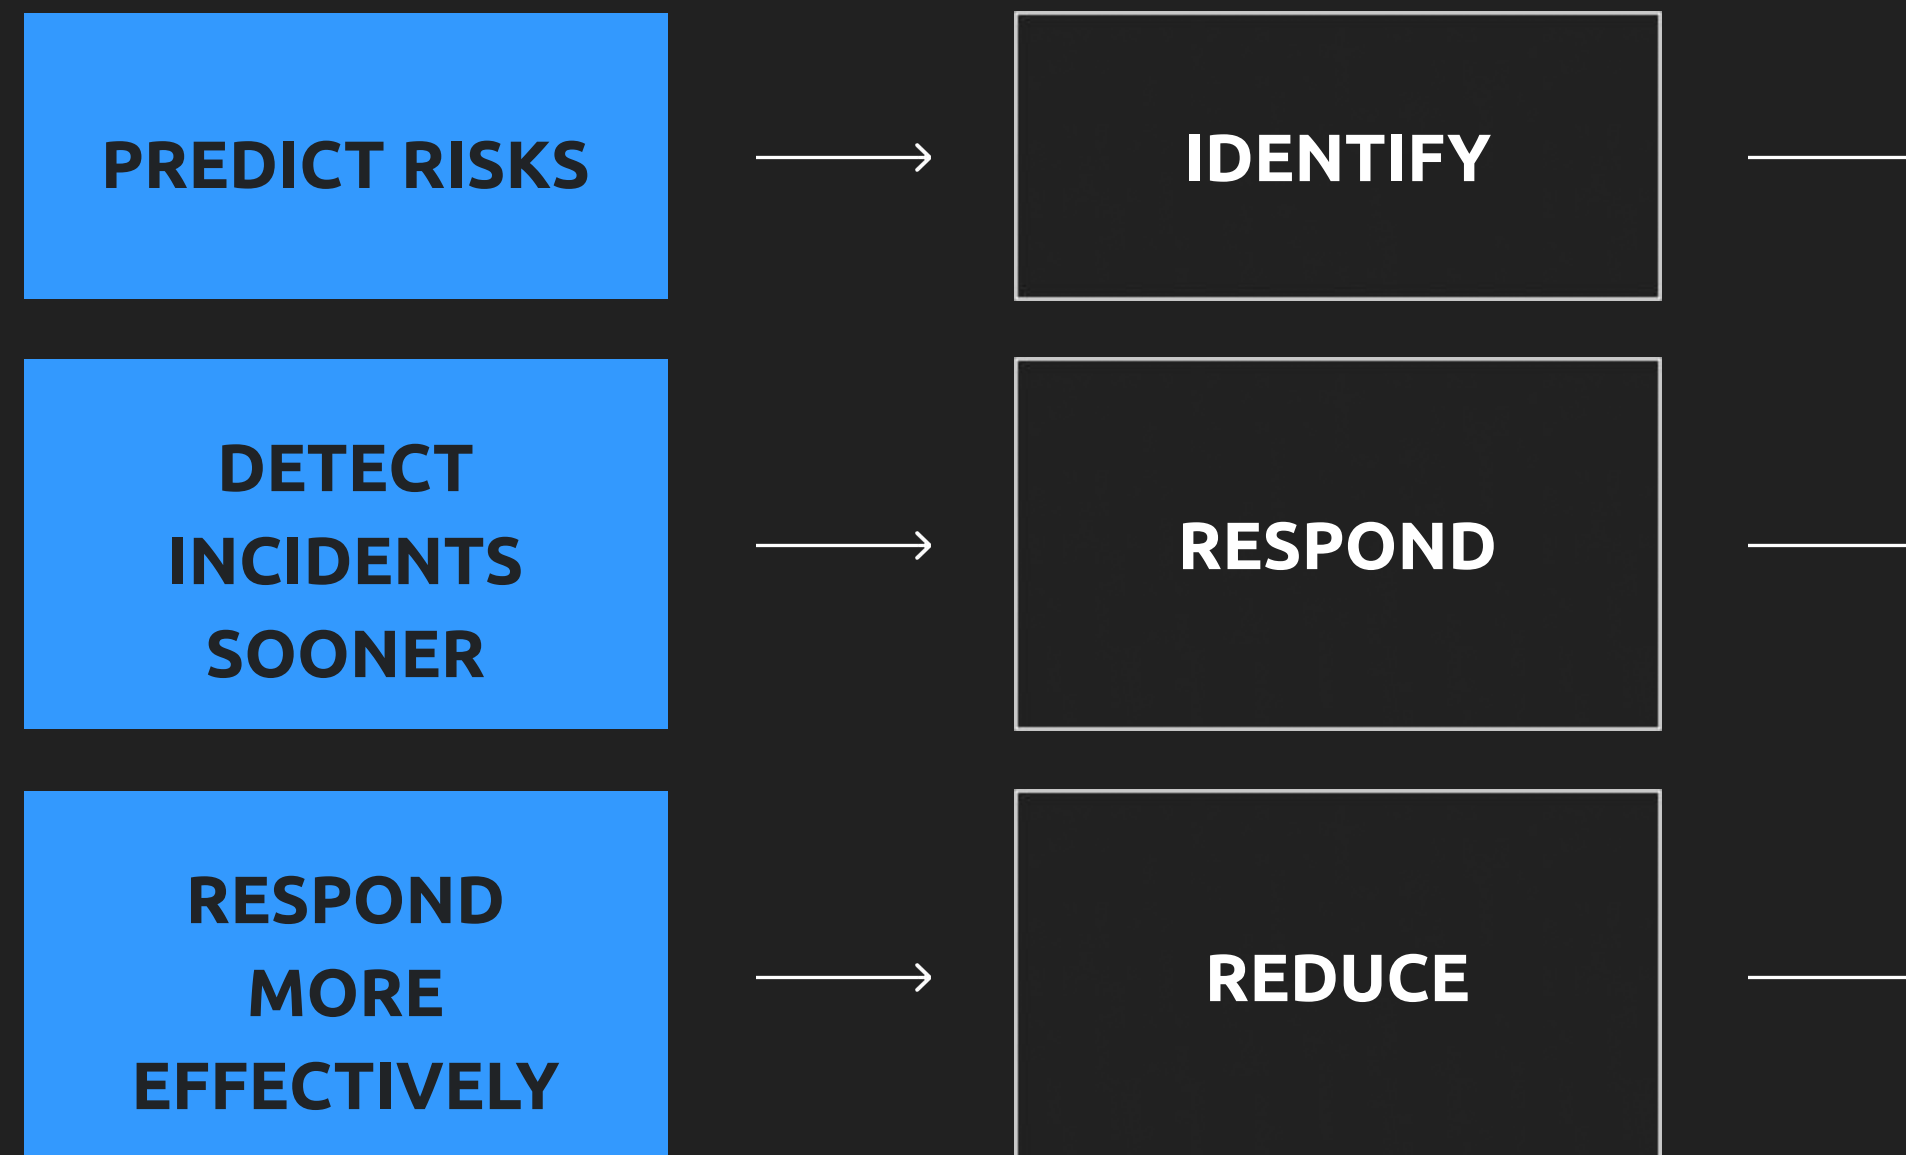 PREDICT RISKS
IDENTIFY
DETECT
INCIDENTS
SOONER
RESPOND
RESPOND
MORE
EFFECTIVELY
REDUCE